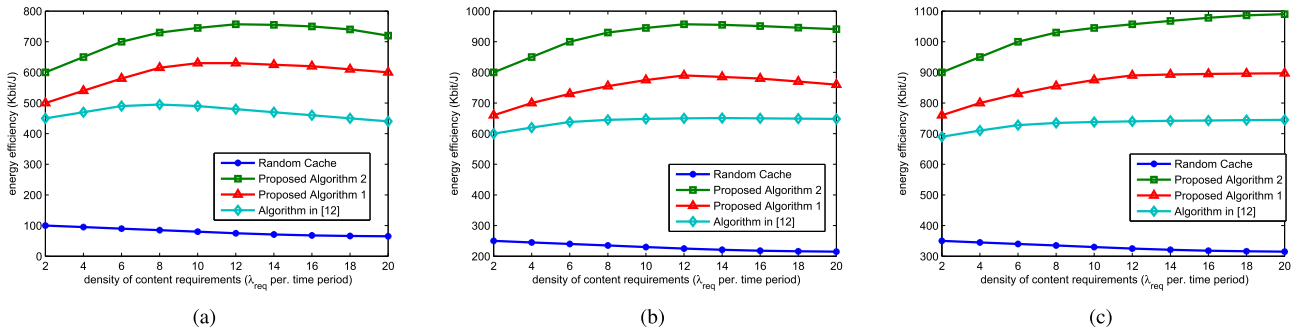 800
700
600
500
400
300
200
100
0
energy efficiency (Kbit/J)
2 4 6 8 10 12 14 16 18 20
density of content requirements (λreq per. time period)
Random Cache
Proposed Algorithm 2
Proposed Algorithm 1
Algorithm in [12]
(a)
1000
900
800
700
600
500
400
300
200
energy efficiency (Kbit/J)
2 4 6 8 10 12 14 16 18 20
density of content requirements (λreq per. time period)
Random Cache
Proposed Algorithm 2
Proposed Algorithm 1
Algorithm in [12]
(b)
1100
1000
900
800
700
600
500
400
300
energy efficiency (Kbit/J)
2 4 6 8 10 12 14 16 18 20
density of content requirements (λreq per. time period)
Random Cache
Proposed Algorithm 2
Proposed Algorithm 1
Algorithm in [12]
(c)